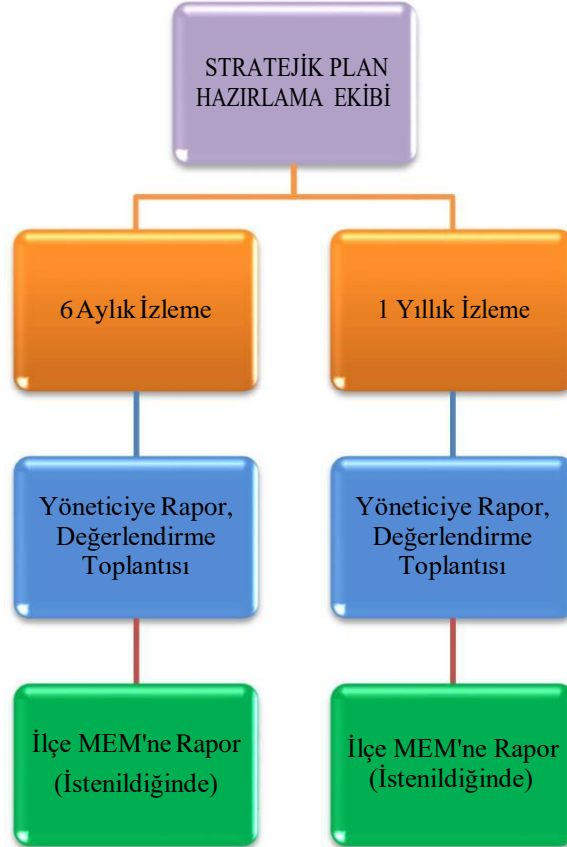 STRATEJİK PLAN
HAZIRLAMA EKİBİ
6 Aylık İzleme
1 Yıllık İzleme
Yöneticiye Rapor,
Değerlendirme
Toplantısı
Yöneticiye Rapor,
Değerlendirme
Toplantısı
İlçe MEM'ne Rapor
(İstenildiğinde)
İlçe MEM'ne Rapor
(İstenildiğinde)